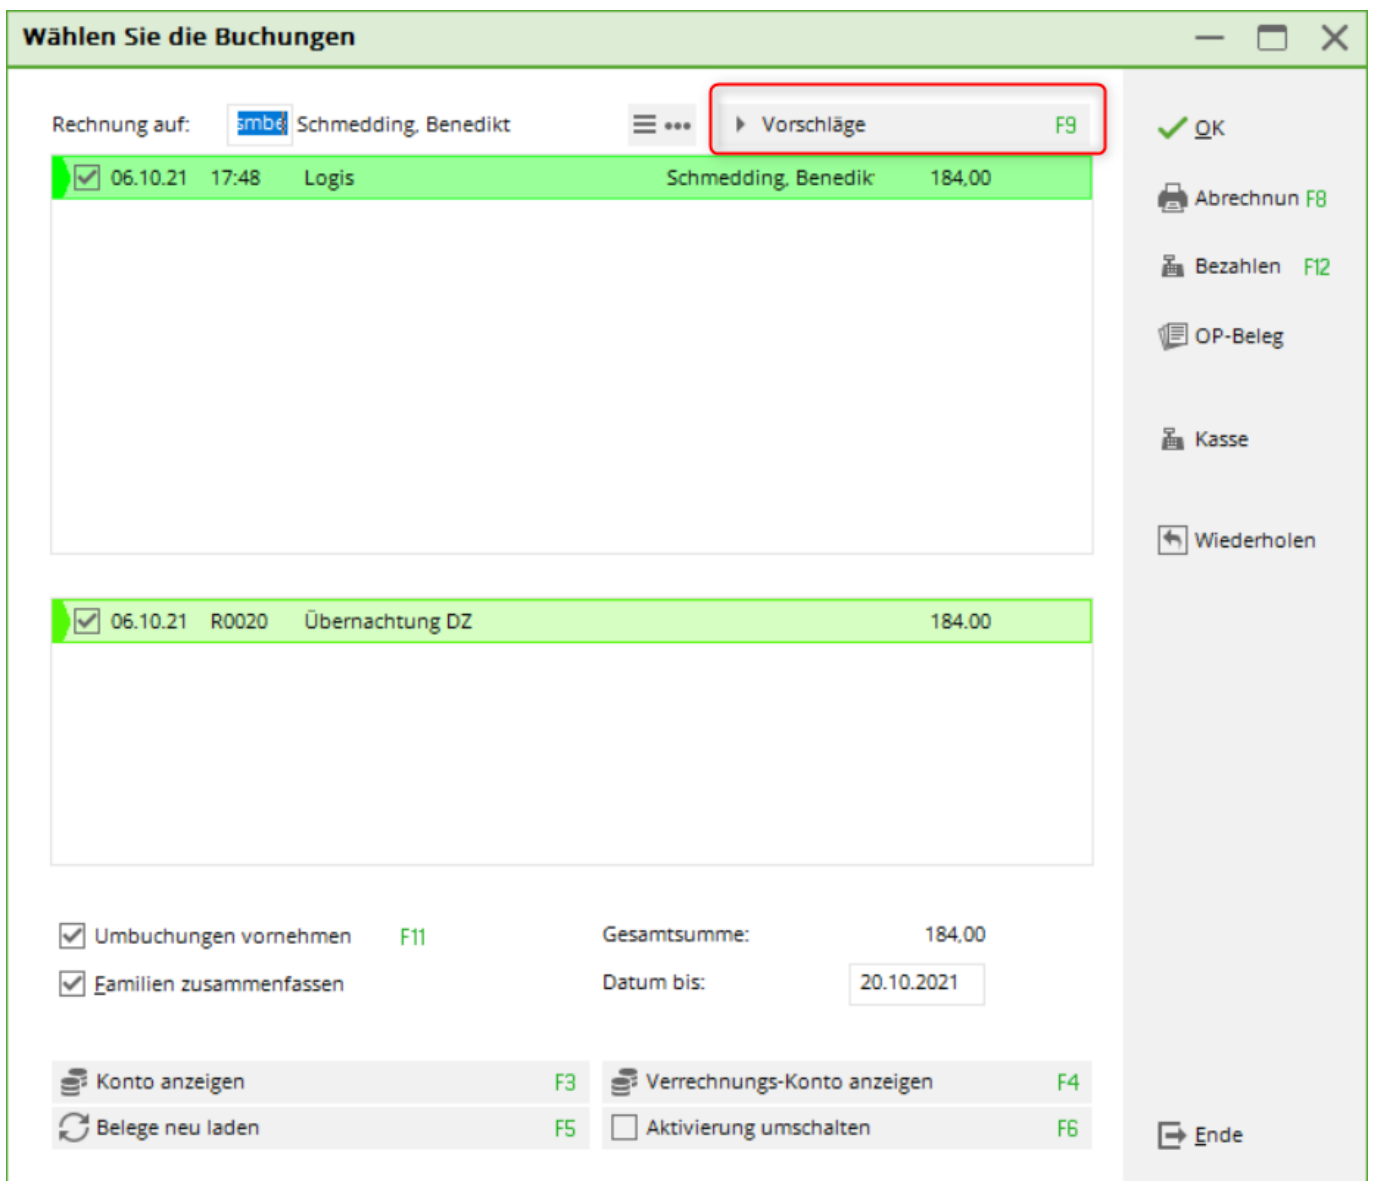 Wählen Sie die Buchungen
Rechnung auf: smbe Schmedding, Benedikt
Vorschläge F9
06.10.21 17:48 Logis Schmedding, Benedik 184,00
06.10.21 R0020 Übernachtung DZ 184.00
Umbuchungen vornehmen F11 Gesamtsumme: 184,00
Familien zusammenfassen Datum bis: 20.10.2021
Konto anzeigen F3 Verrechnungs-Konto anzeigen F4
Belege neu laden F5 Aktivierung umschalten F6
OK
Abrechnun F8
Bezahlen F12
OP-Beleg
Kasse
Wiederholen
Ende